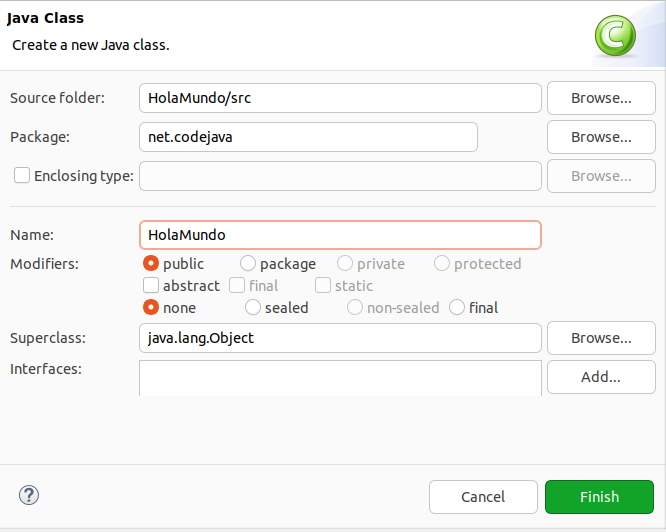 Java Class
Create a new Java class.
C
Source folder: HolaMundo/src Browse...
Package: net.codejava Browse...
Enclosing type: Browse...
Name: HolaMundo
Modifiers: public package private protected
abstract final static
none sealed non-sealed final
Superclass: java.lang.Object Browse...
Interfaces: Add...
? Cancel Finish